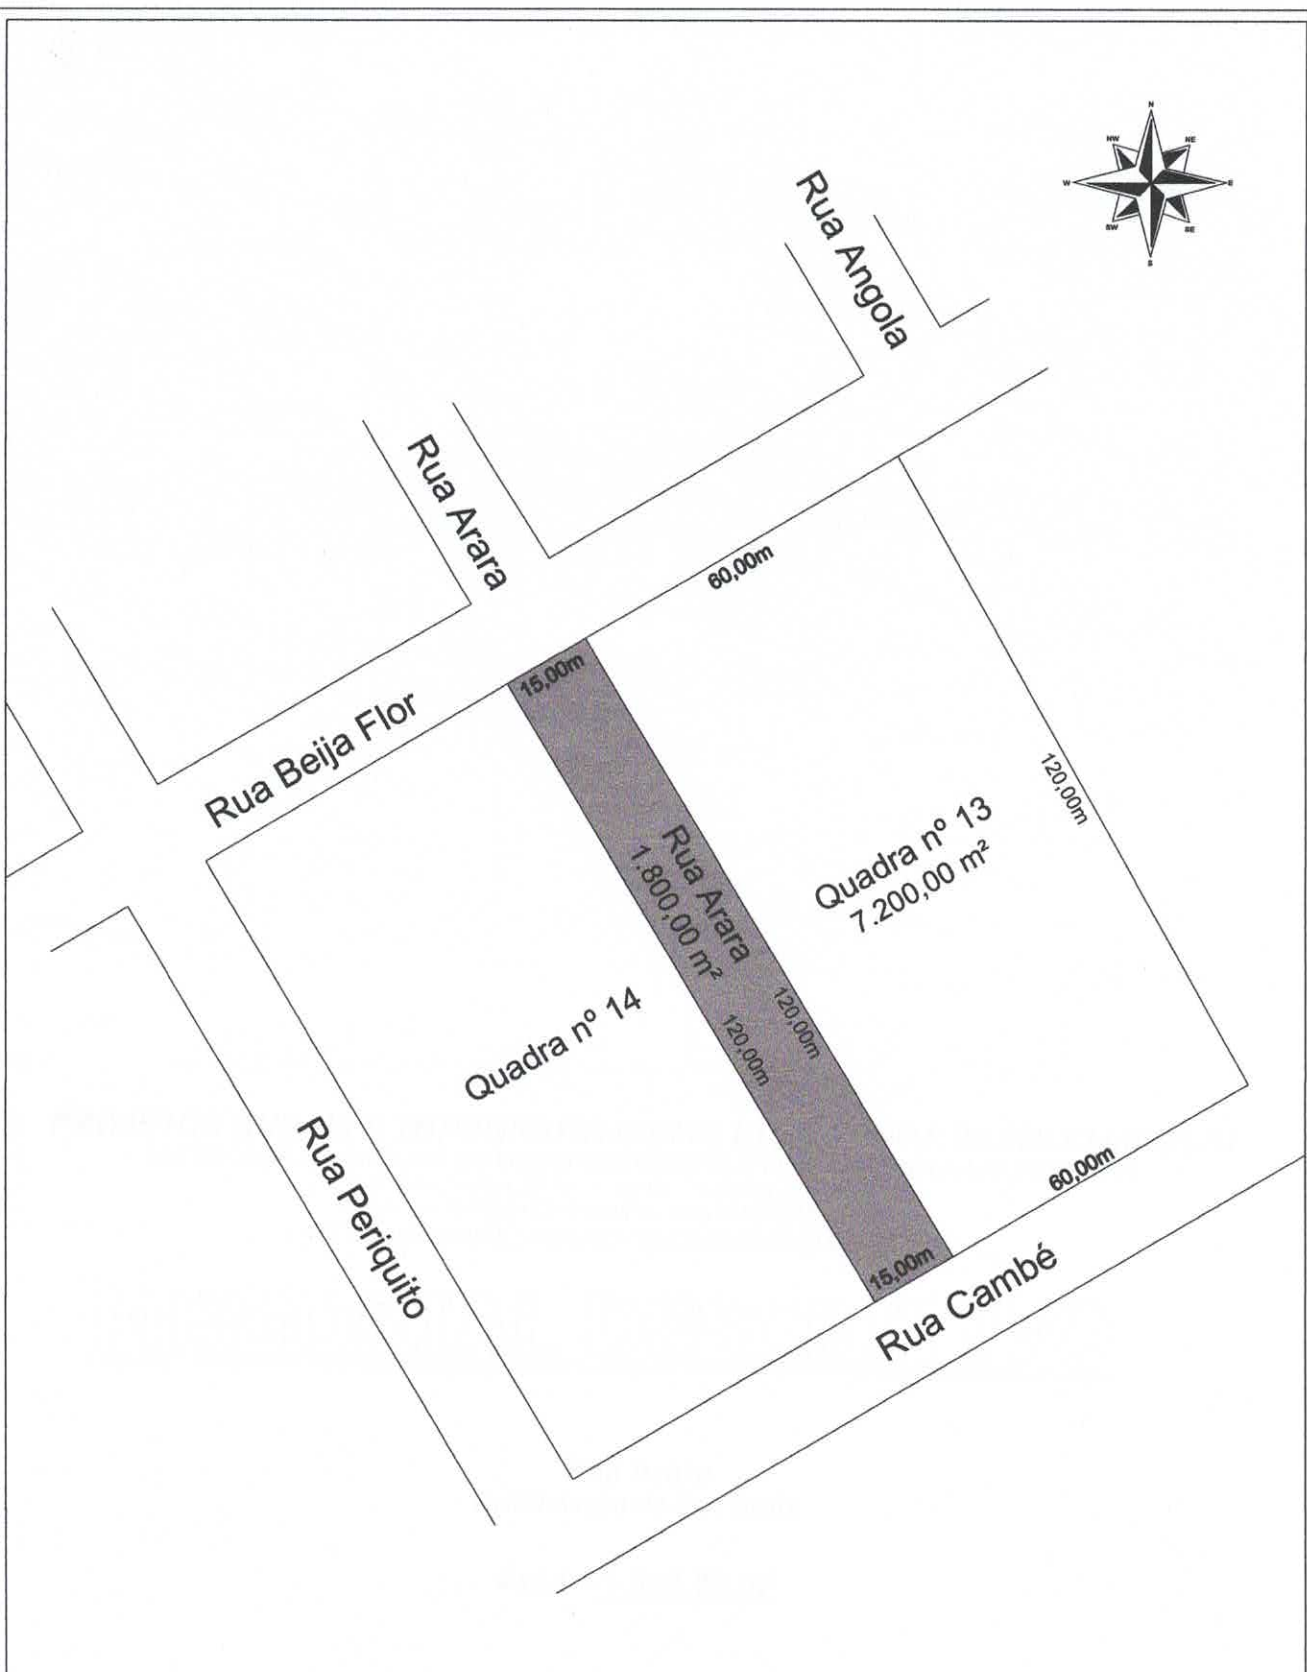 N
NW
NE
W
E
SW
SE
S
Rua Angola
Rua Arara
60,00m
15,00m
Rua Beija Flor
120,00m
Quadra nº 13
7.200,00 m²
Rua Arara
1.800,00 m²
120,00m
120,00m
Quadra nº 14
Rua Periquito
60,00m
15,00m
Rua Cambé